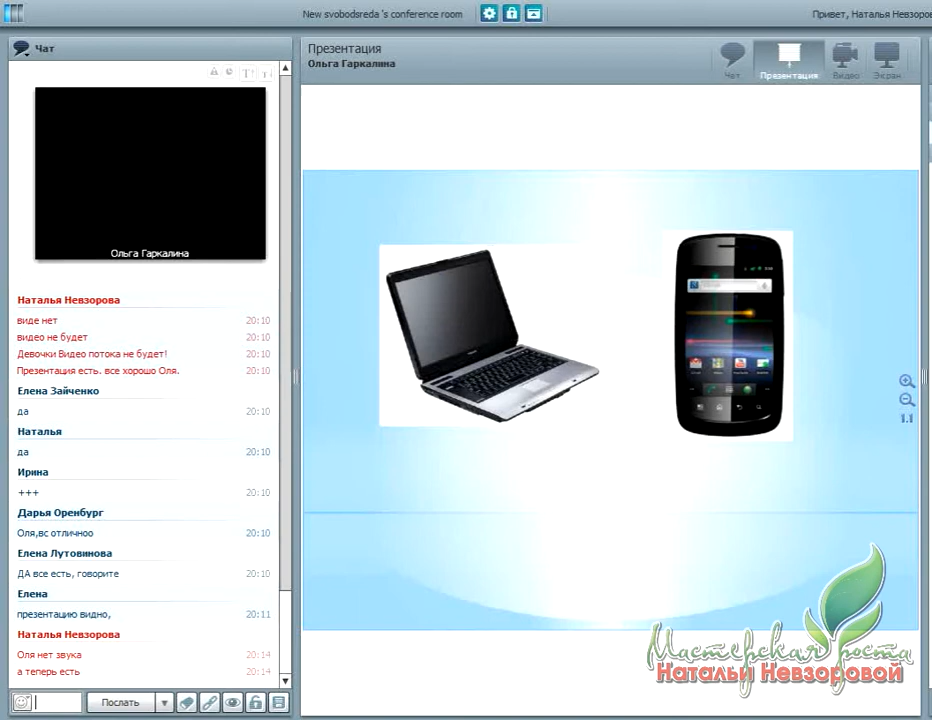 New svobodsreda 's conference room
Привет, Наталья Невзоров
Чат
Презентация
Ольга Гаркалина
Чат
Презентация
Видео
Экран
Ольга Гаркалина
Наталья Невзорова
виде нет 20:10
видео не будет 20:10
Девочки Видео потока не будет! 20:10
Презентация есть. все хорошо Оля. 20:10
Елена Зайченко
да 20:10
Наталья
да 20:10
Ирина
+++ 20:10
Дарья Оренбург
Оля,вс отличноо 20:10
Елена Лутовинова
ДА все есть, говорите 20:10
Елена
презентацию видно, 20:11
Наталья Невзорова
Оля нет звука 20:14
а теперь есть 20:14
Послать
1:1
Мастерская роста
Натальи Невзоровой